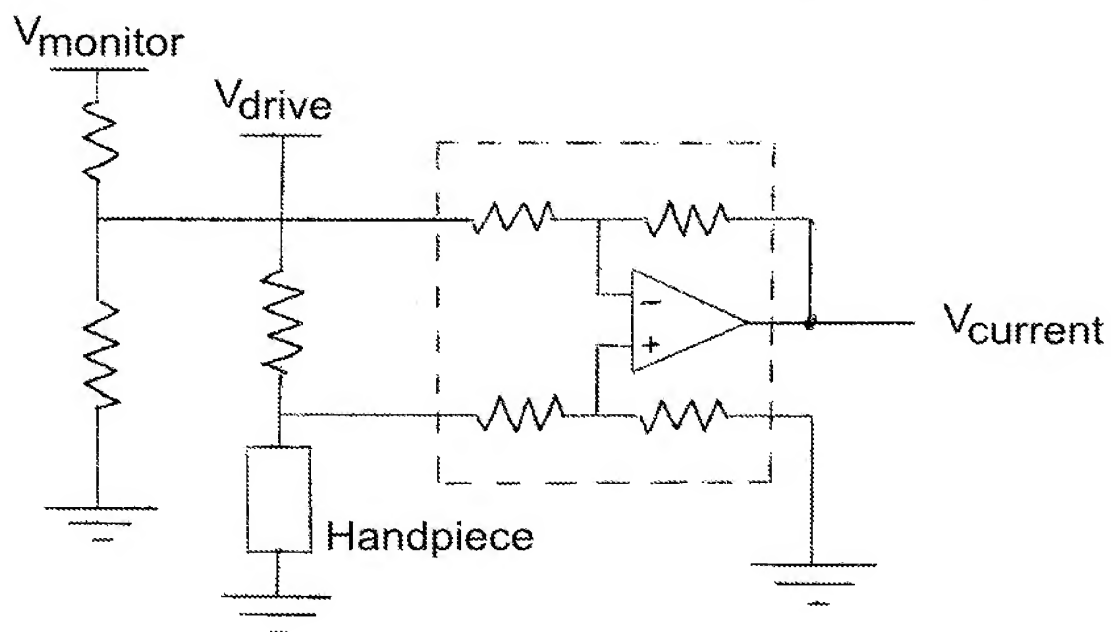 Vmonitor
Vdrive
−
+
Vcurrent
Handpiece